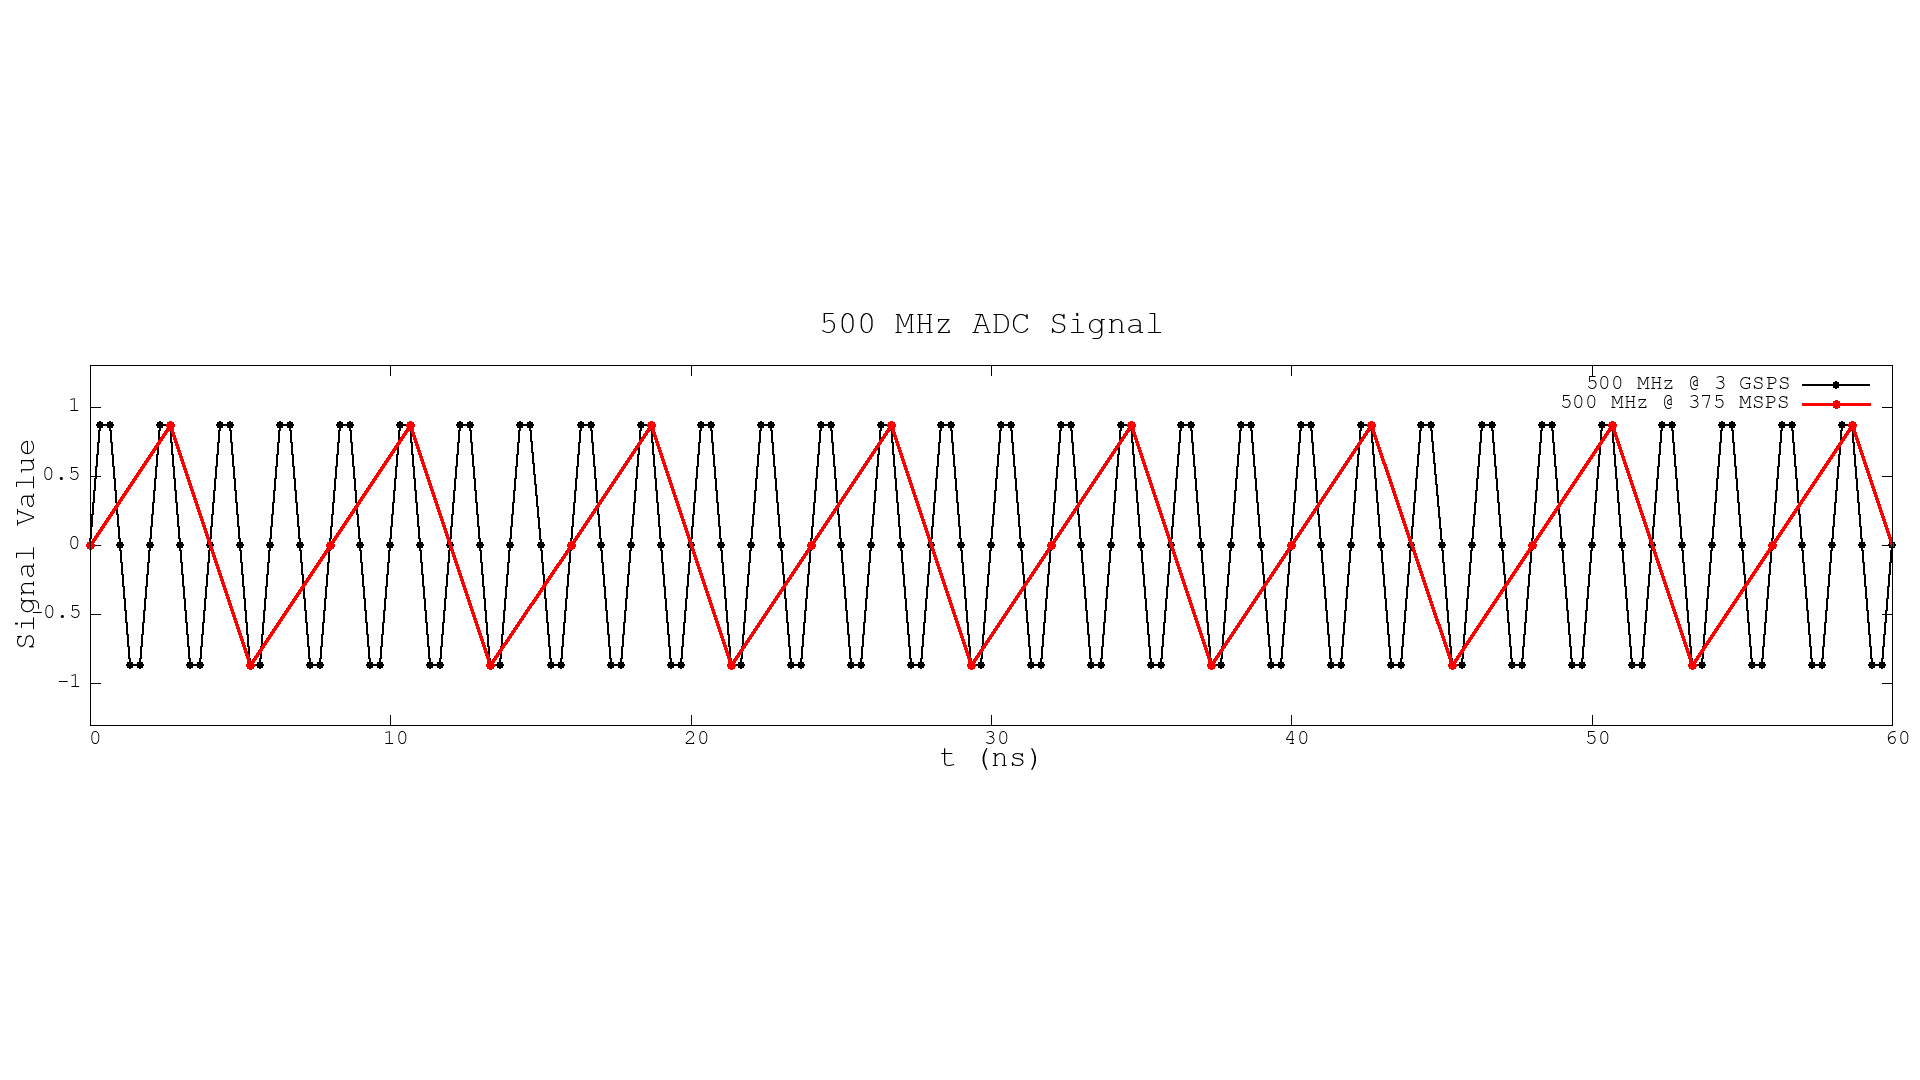 500 MHz ADC Signal
500 MHz @ 3 GSPS
500 MHz @ 375 MSPS
1
0.5
0
-0.5
-1
Signal Value
0 10 20 30 40 50 60
t (ns)